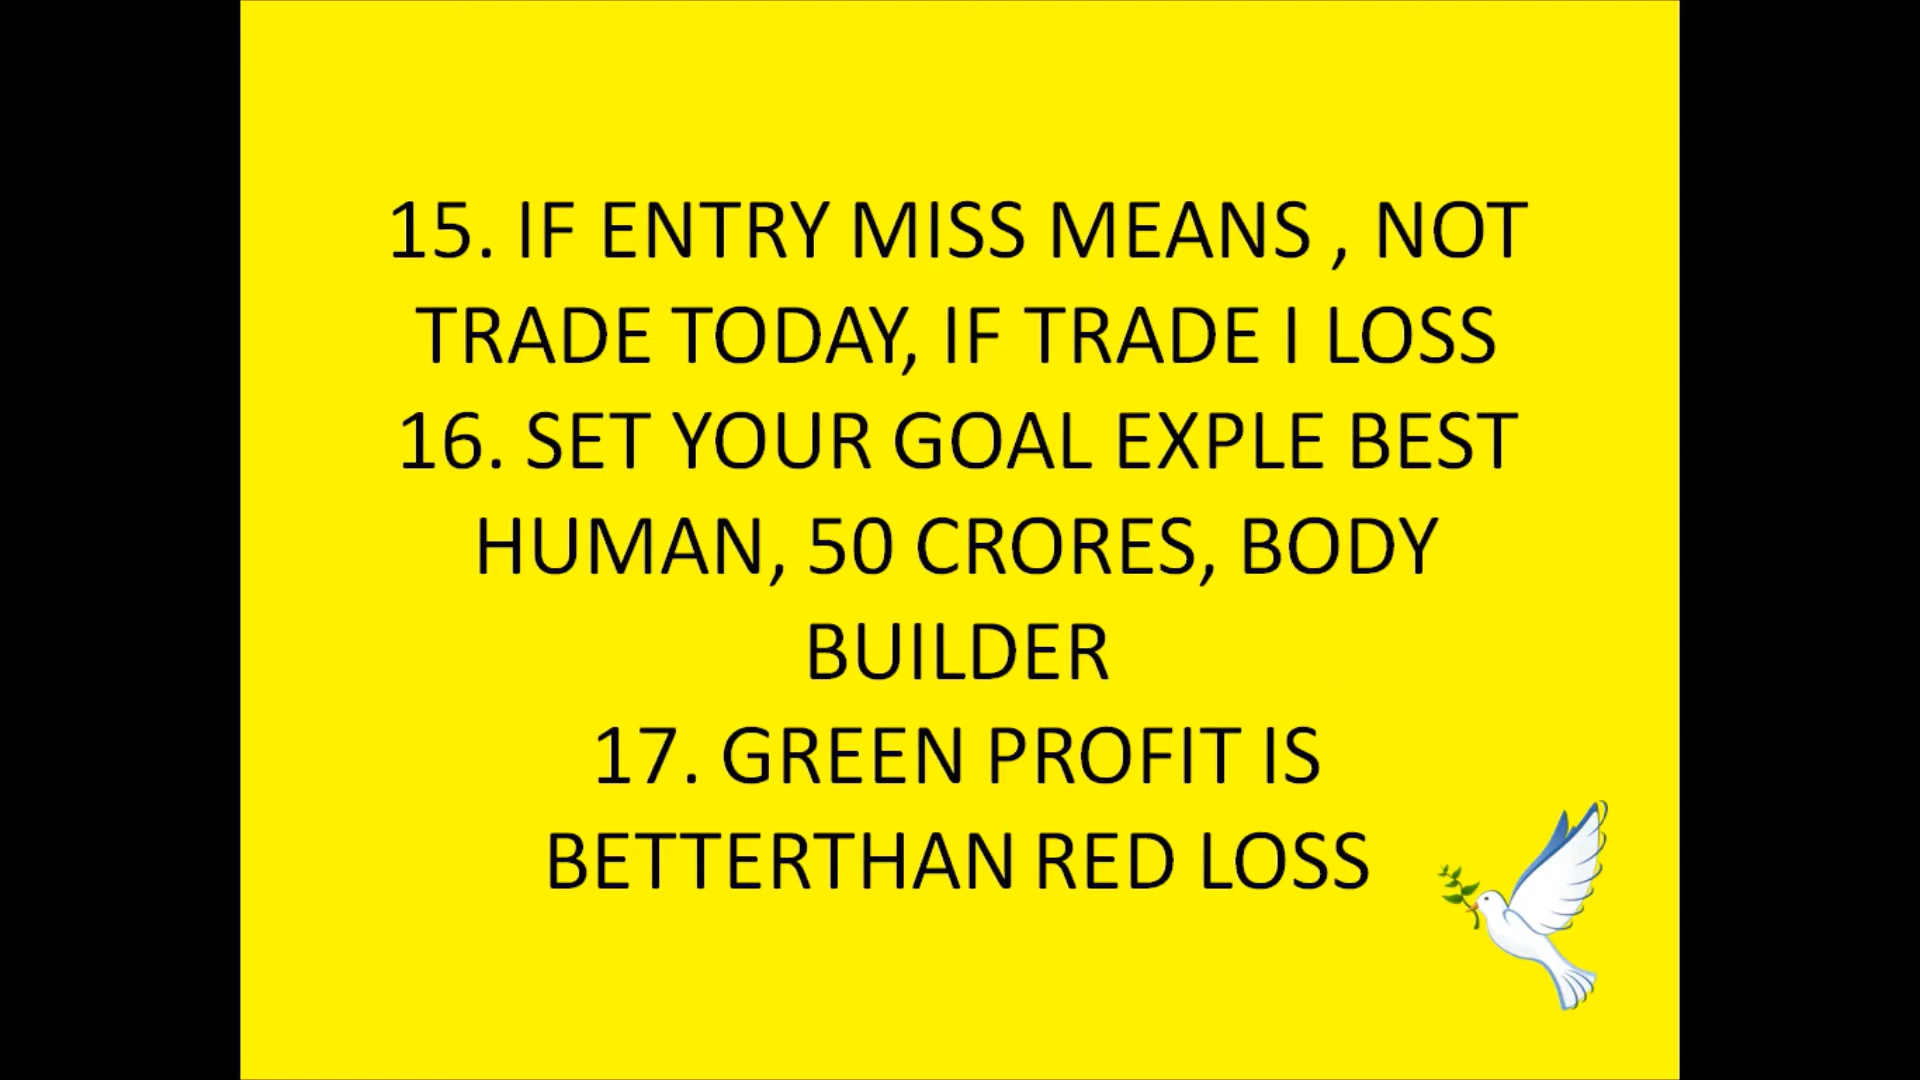 15. IF ENTRY MISS MEANS , NOT
TRADE TODAY, IF TRADE I LOSS
16. SET YOUR GOAL EXPLE BEST
HUMAN, 50 CRORES, BODY
BUILDER
17. GREEN PROFIT IS
BETTERTHAN RED LOSS